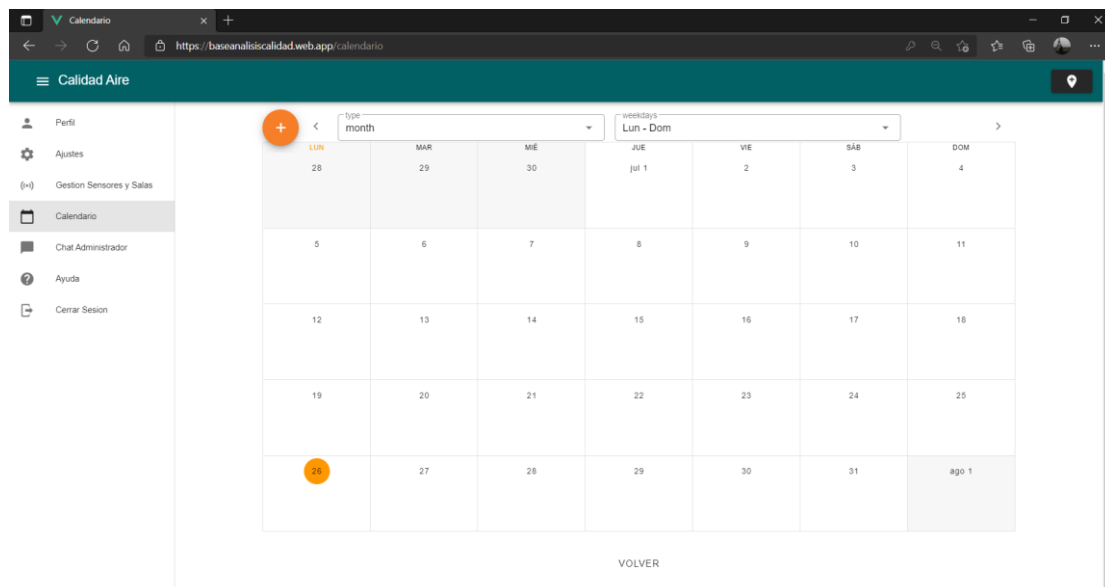 Calendario
https://baseanalisiscalidad.web.app/calendario
Calidad Aire
Perfil
Ajustes
Gestion Sensores y Salas
Calendario
Chat Administrador
Ayuda
Cerrar Sesion
type
month
weekdays
Lun - Dom
LUN MAR MIÉ JUE VIE SÁB DOM
28 29 30 jul 1 2 3 4
5 6 7 8 9 10 11
12 13 14 15 16 17 18
19 20 21 22 23 24 25
26 27 28 29 30 31 ago 1
VOLVER